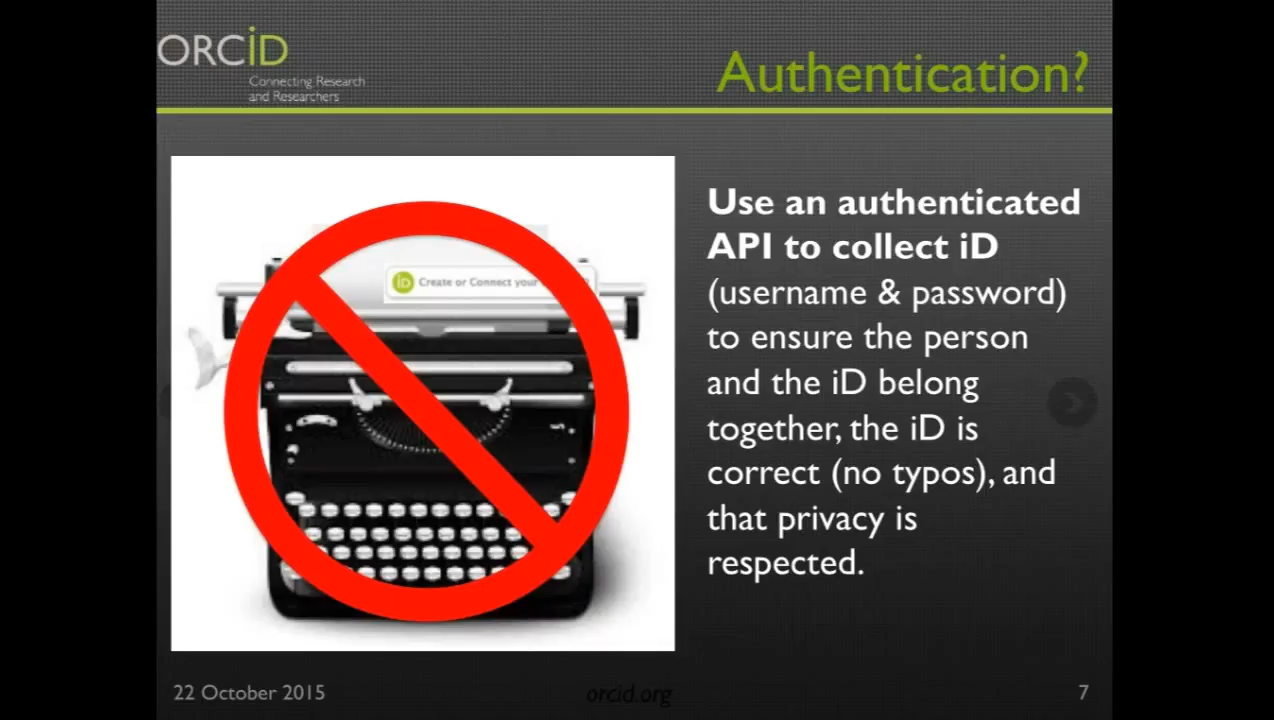 ORCiD
Connecting Research
and Researchers
Authentication?
iD Create or Connect your
Use an authenticated
API to collect iD
(username & password)
to ensure the person
and the iD belong
together, the iD is
correct (no typos), and
that privacy is
respected.
22 October 2015
orcid.org
7